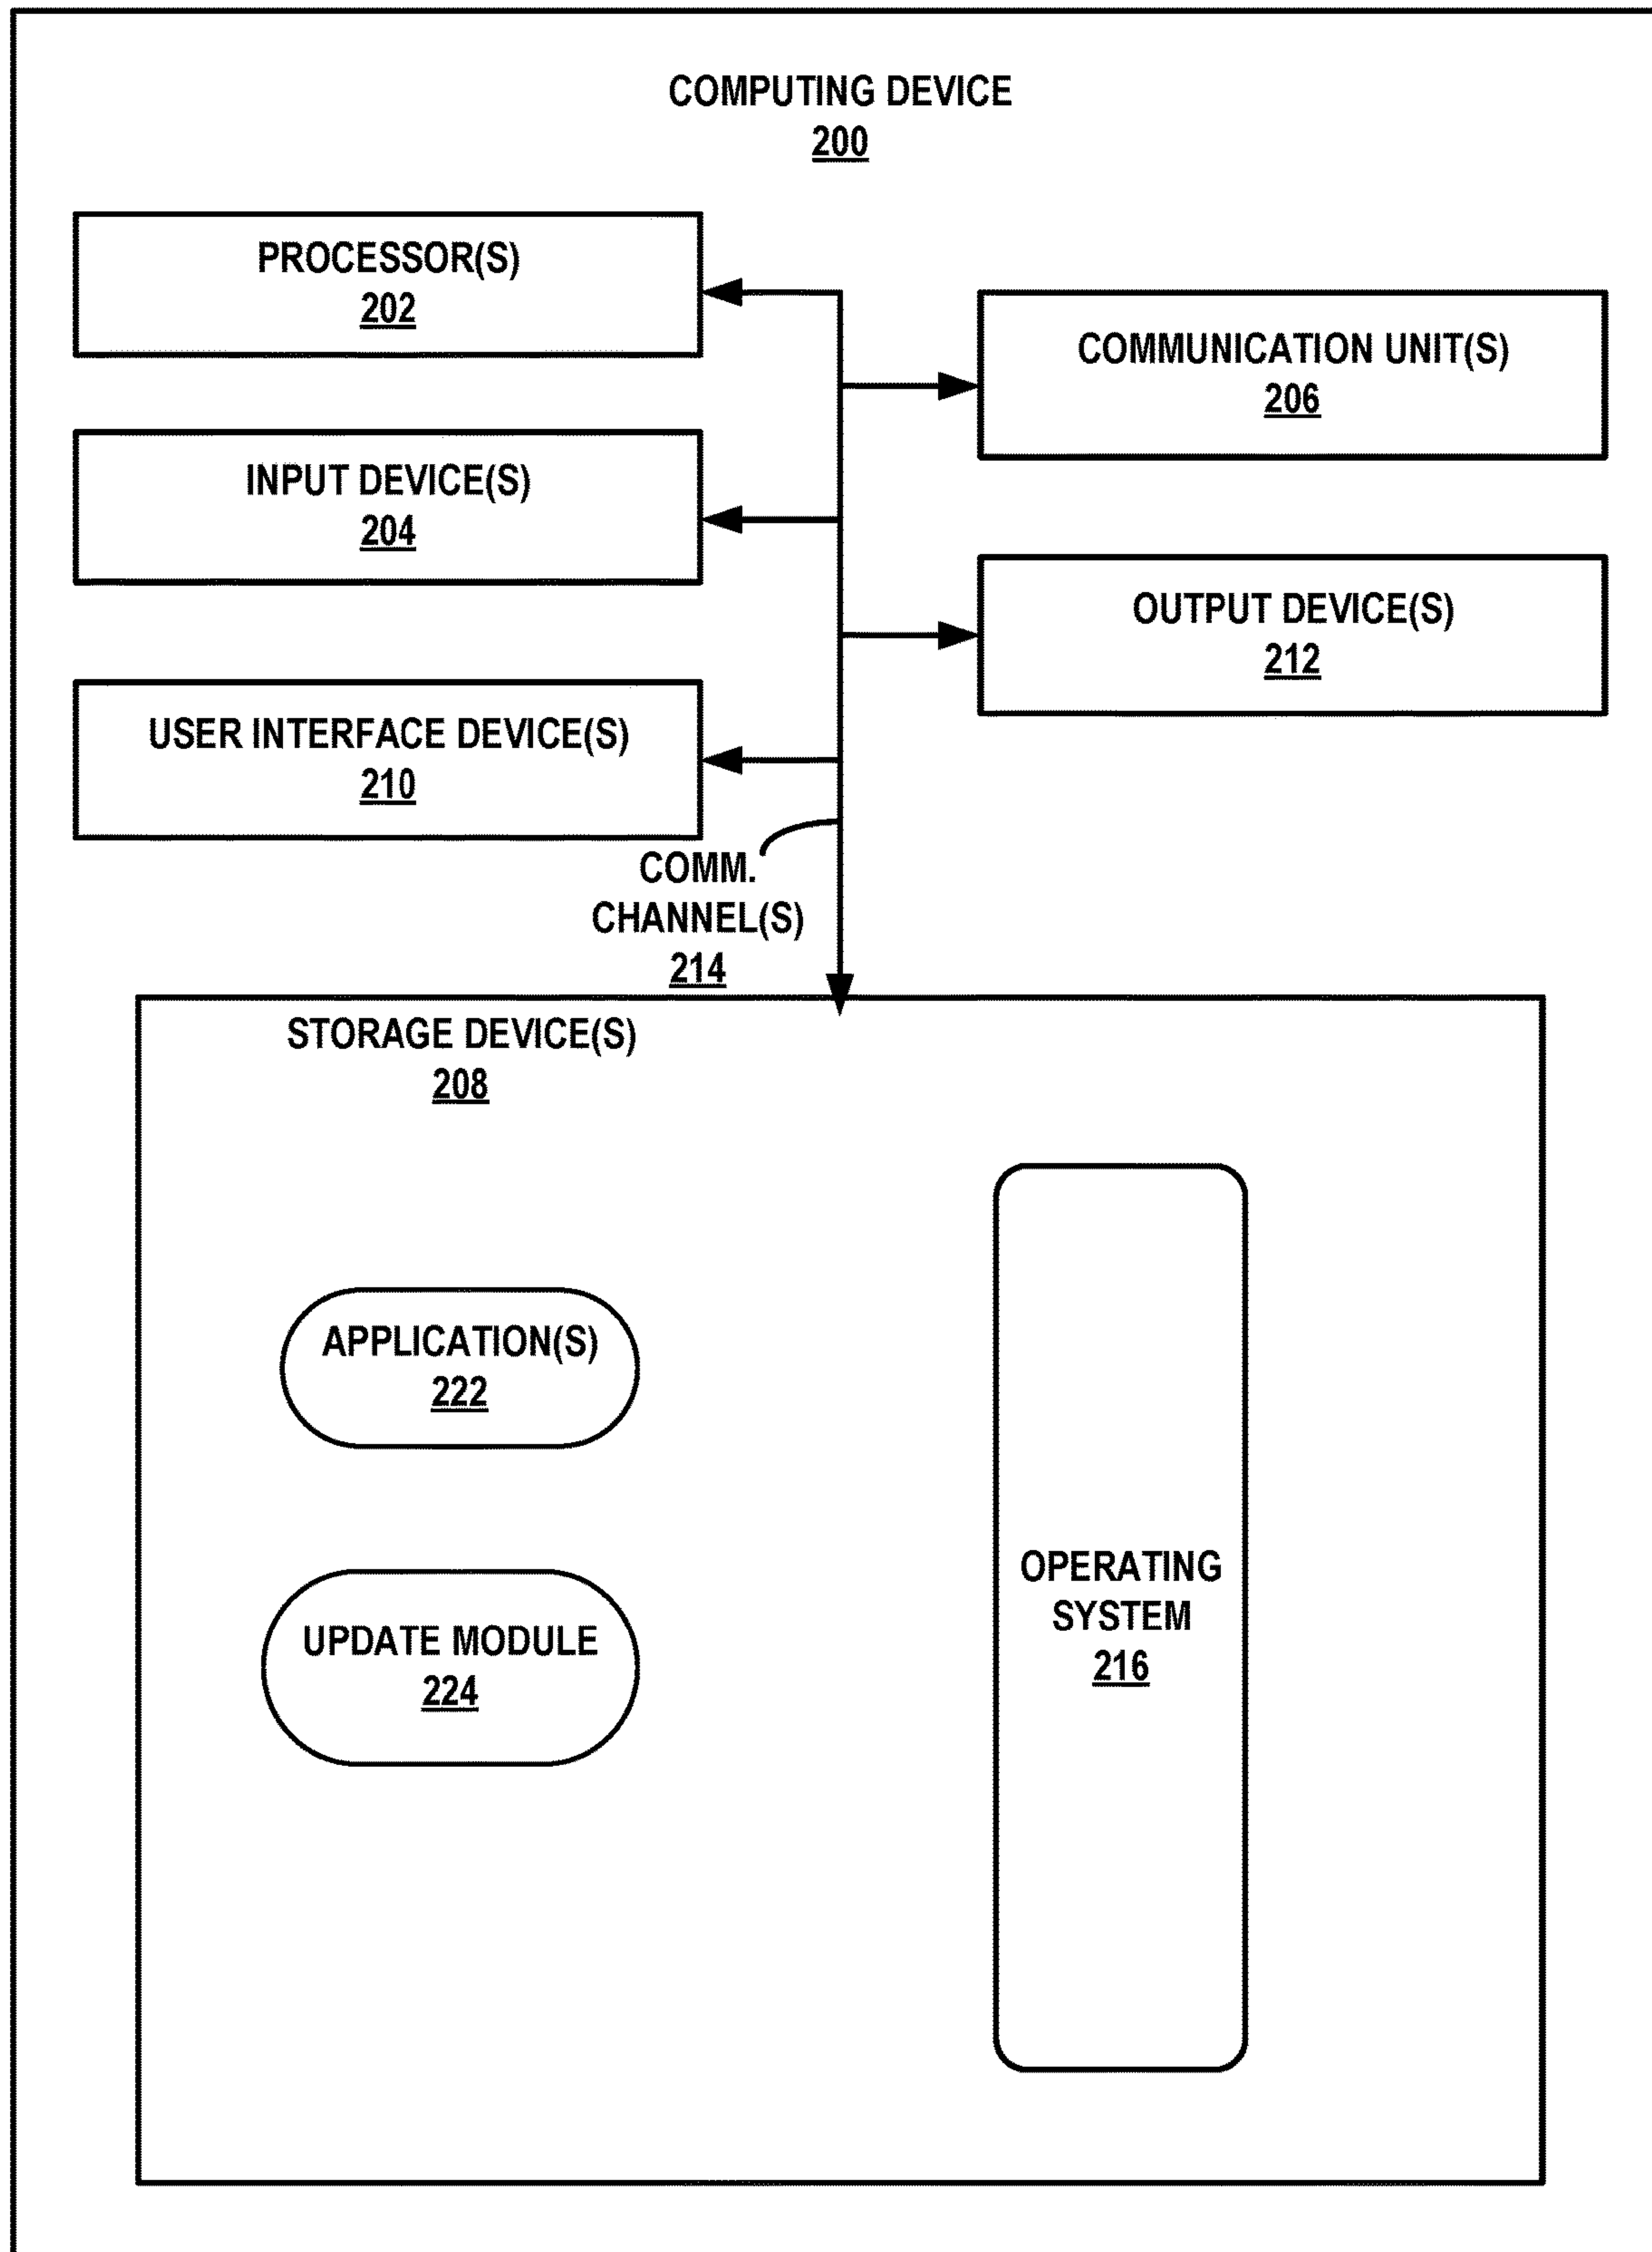 COMPUTING DEVICE
200
PROCESSOR(S)
202
COMMUNICATION UNIT(S)
206
INPUT DEVICE(S)
204
OUTPUT DEVICE(S)
212
USER INTERFACE DEVICE(S)
210
COMM.
CHANNEL(S)
214
STORAGE DEVICE(S)
208
APPLICATION(S)
222
UPDATE MODULE
224
OPERATING
SYSTEM
216